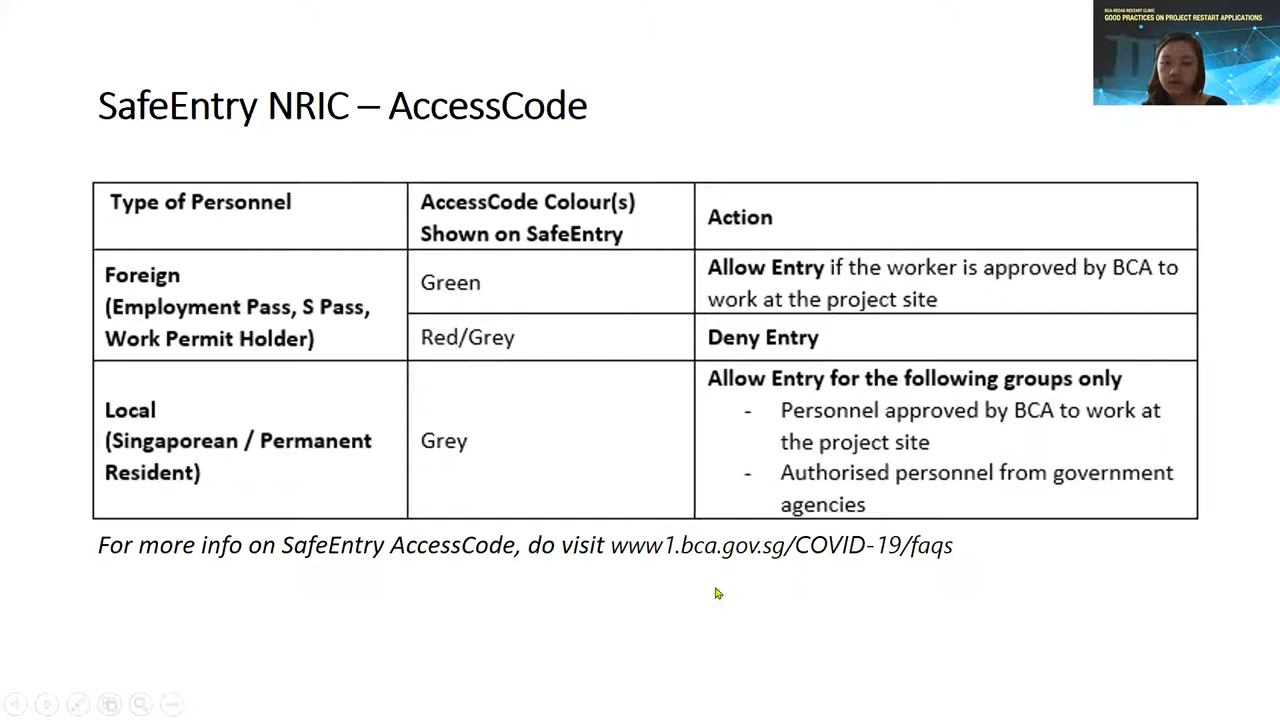 BCA-REDAS RESTART CLINIC
GOOD PRACTICES ON PROJECT RESTART APPLICATIONS
SafeEntry NRIC – AccessCode
Type of Personnel
AccessCode Colour(s)
Shown on SafeEntry
Action
Foreign
(Employment Pass, S Pass,
Work Permit Holder)
Green
Allow Entry if the worker is approved by BCA to
work at the project site
Red/Grey
Deny Entry
Local
(Singaporean / Permanent
Resident)
Grey
Allow Entry for the following groups only
- Personnel approved by BCA to work at
the project site
- Authorised personnel from government
agencies
For more info on SafeEntry AccessCode, do visit www1.bca.gov.sg/COVID-19/faqs